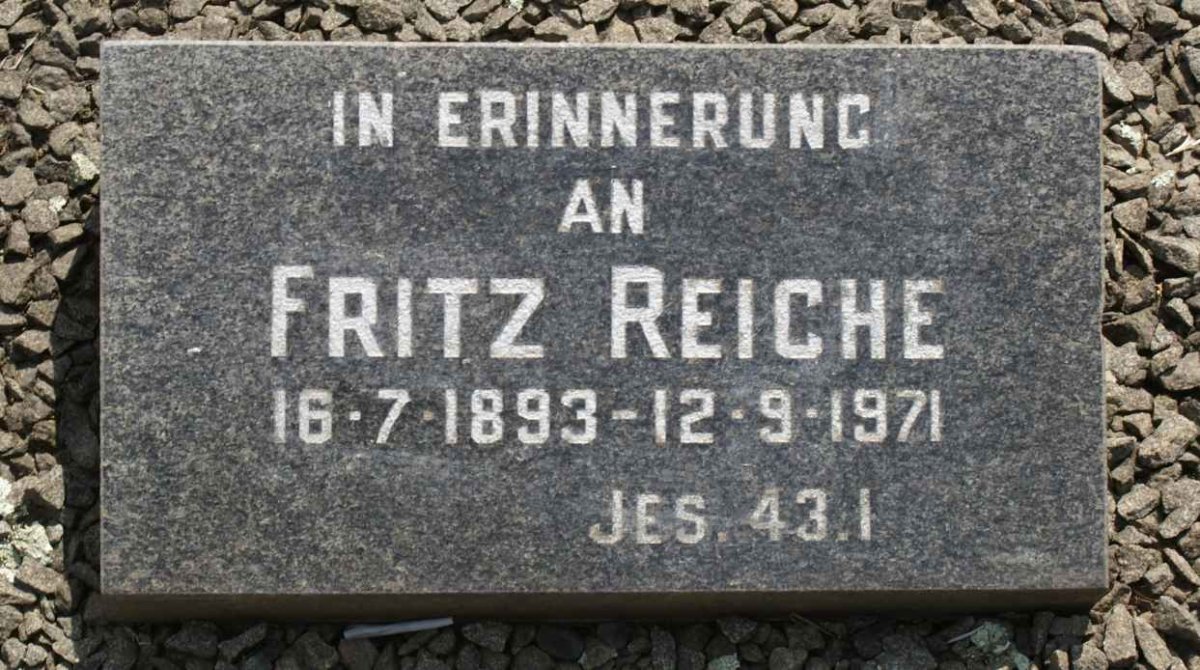 IN ERINNERUNG
AN
FRITZ REICHE
16·7·1893-12·9·1971
JES. 43.1